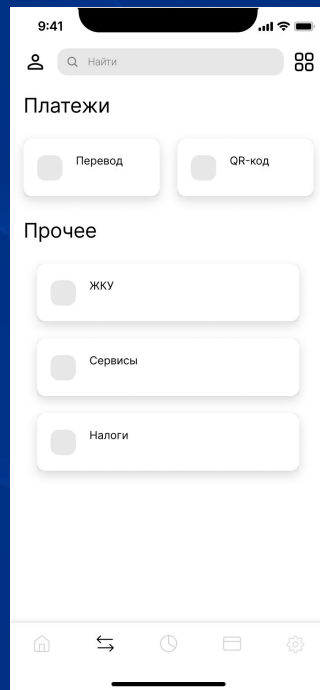 9:41
Найти
Платежи
Перевод
QR-код
Прочее
ЖКУ
Сервисы
Налоги